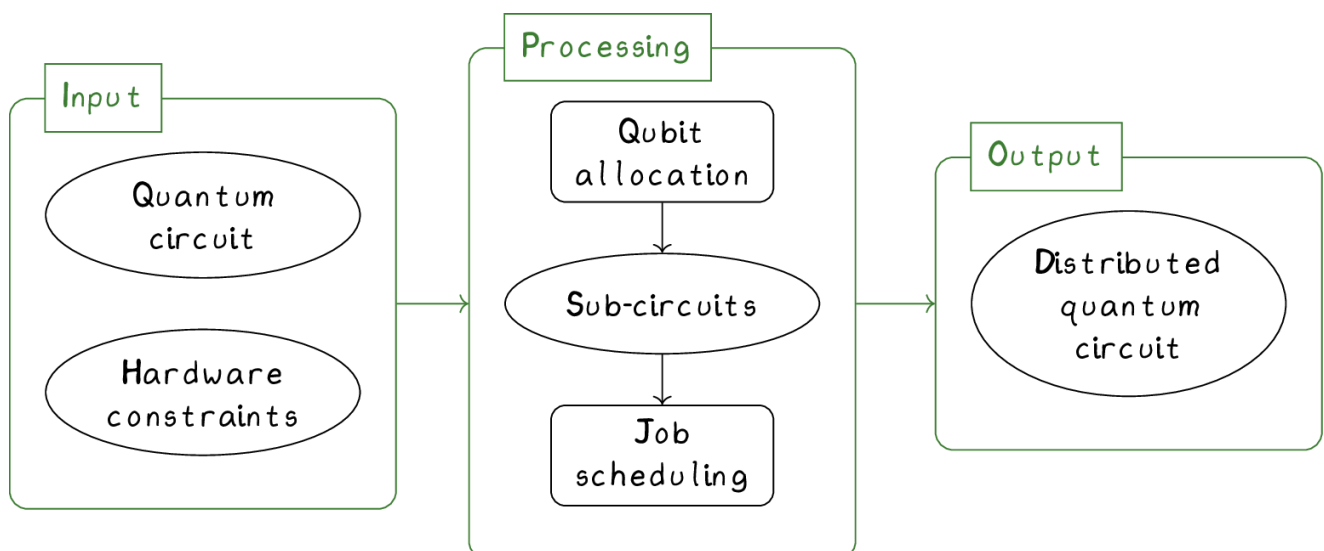 Input
Quantum
circuit
Hardware
constraints
Processing
Qubit
allocation
Sub-circuits
Job
scheduling
Output
Distributed
quantum
circuit